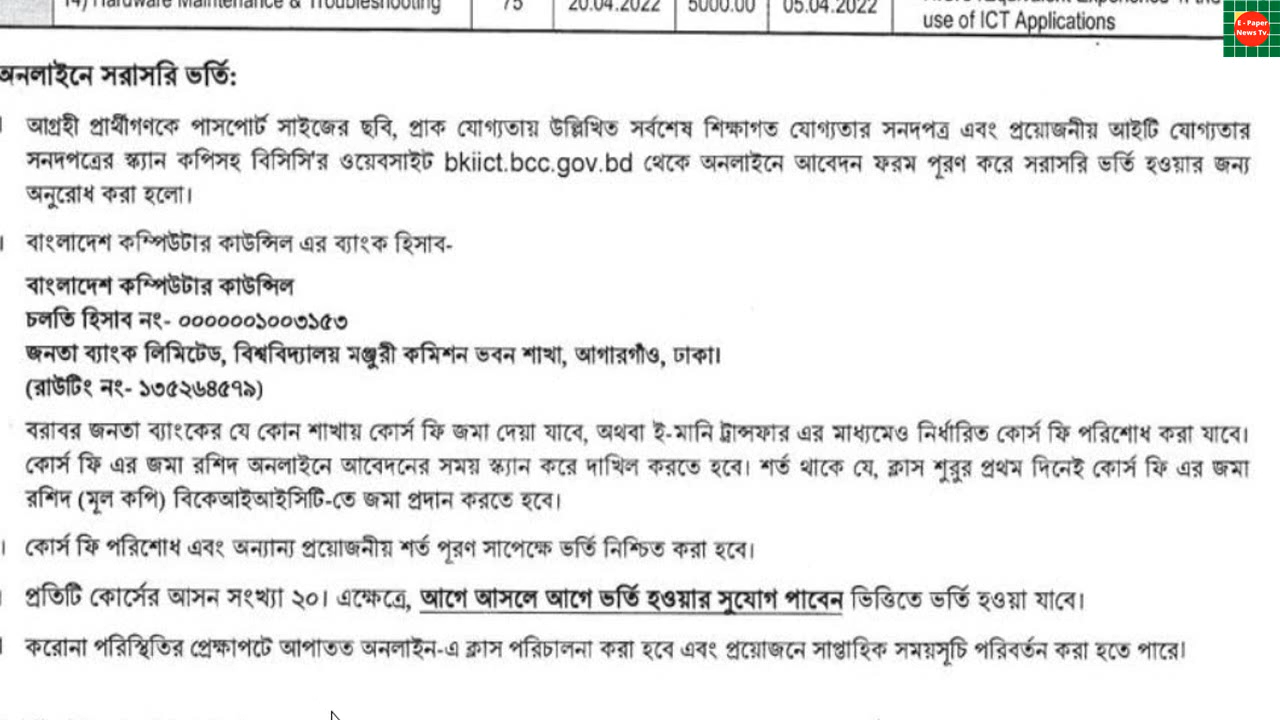 14) Hardware Maintenance & Troubleshooting 75 20.04.2022 5000.00 05.04.2022
use of ICT Applications
E - Paper
News Tv.
অনলাইনে সরাসরি ভর্তি:
আগ্রহী প্রার্থীগণকে পাসপোর্ট সাইজের ছবি, প্রাক যোগ্যতায় উল্লিখিত সর্বশেষ শিক্ষাগত যোগ্যতার সনদপত্র এবং প্রয়োজনীয় আইটি যোগ্যতার
সনদপত্রের স্ক্যান কপিসহ বিসিসি'র ওয়েবসাইট bkiict.bcc.gov.bd থেকে অনলাইনে আবেদন ফরম পূরণ করে সরাসরি ভর্তি হওয়ার জন্য
অনুরোধ করা হলো।
। বাংলাদেশ কম্পিউটার কাউন্সিল এর ব্যাংক হিসাব-
বাংলাদেশ কম্পিউটার কাউন্সিল
চলতি হিসাব নং- ০০০০০০১০০৩১৫৩
জনতা ব্যাংক লিমিটেড, বিশ্ববিদ্যালয় মঞ্জুরী কমিশন ভবন শাখা, আগারগাঁও, ঢাকা।
(রাউটিং নং- ১৩৫২৬৪৫৭৯)
বরাবর জনতা ব্যাংকের যে কোন শাখায় কোর্স ফি জমা দেয়া যাবে, অথবা ই-মানি ট্রান্সফার এর মাধ্যমেও নির্ধারিত কোর্স ফি পরিশোধ করা যাবে।
কোর্স ফি এর জমা রশিদ অনলাইনে আবেদনের সময় স্ক্যান করে দাখিল করতে হবে। শর্ত থাকে যে, ক্লাস শুরুর প্রথম দিনেই কোর্স ফি এর জমা
রশিদ (মূল কপি) বিকেআইআইসিটি-তে জমা প্রদান করতে হবে।
। কোর্স ফি পরিশোধ এবং অন্যান্য প্রয়োজনীয় শর্ত পূরণ সাপেক্ষে ভর্তি নিশ্চিত করা হবে।
। প্রতিটি কোর্সের আসন সংখ্যা ২০। এক্ষেত্রে, আগে আসলে আগে ভর্তি হওয়ার সুযোগ পাবেন ভিত্তিতে ভর্তি হওয়া যাবে।
। করোনা পরিস্থিতির প্রেক্ষাপটে আপাতত অনলাইন-এ ক্লাস পরিচালনা করা হবে এবং প্রয়োজনে সাপ্তাহিক সময়সূচি পরিবর্তন করা হতে পারে।